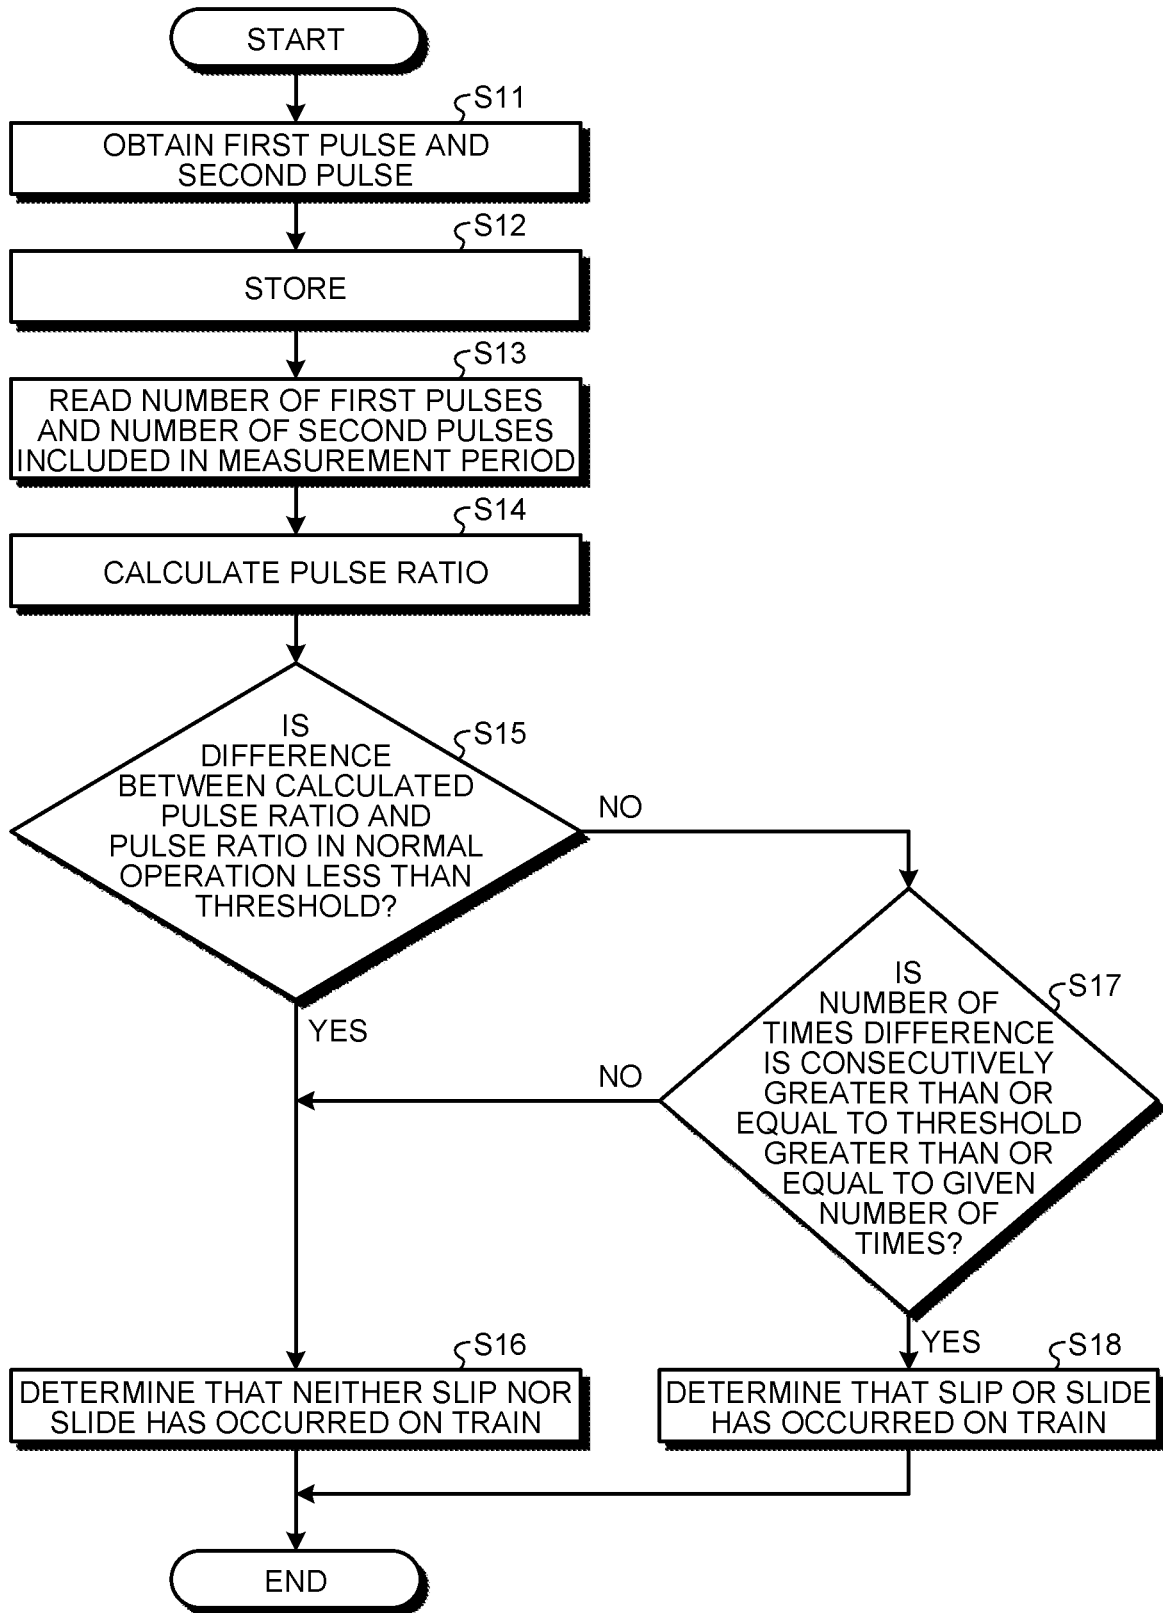 START
S11
OBTAIN FIRST PULSE AND
SECOND PULSE
S12
STORE
S13
READ NUMBER OF FIRST PULSES
AND NUMBER OF SECOND PULSES
INCLUDED IN MEASUREMENT PERIOD
S14
CALCULATE PULSE RATIO
S15
IS
DIFFERENCE
BETWEEN CALCULATED
PULSE RATIO AND
PULSE RATIO IN NORMAL
OPERATION LESS THAN
THRESHOLD?
NO
YES
S17
IS
NUMBER OF
TIMES DIFFERENCE
IS CONSECUTIVELY
GREATER THAN OR
EQUAL TO THRESHOLD
GREATER THAN OR
EQUAL TO GIVEN
NUMBER OF
TIMES?
NO
YES
S16
DETERMINE THAT NEITHER SLIP NOR
SLIDE HAS OCCURRED ON TRAIN
S18
DETERMINE THAT SLIP OR SLIDE
HAS OCCURRED ON TRAIN
END